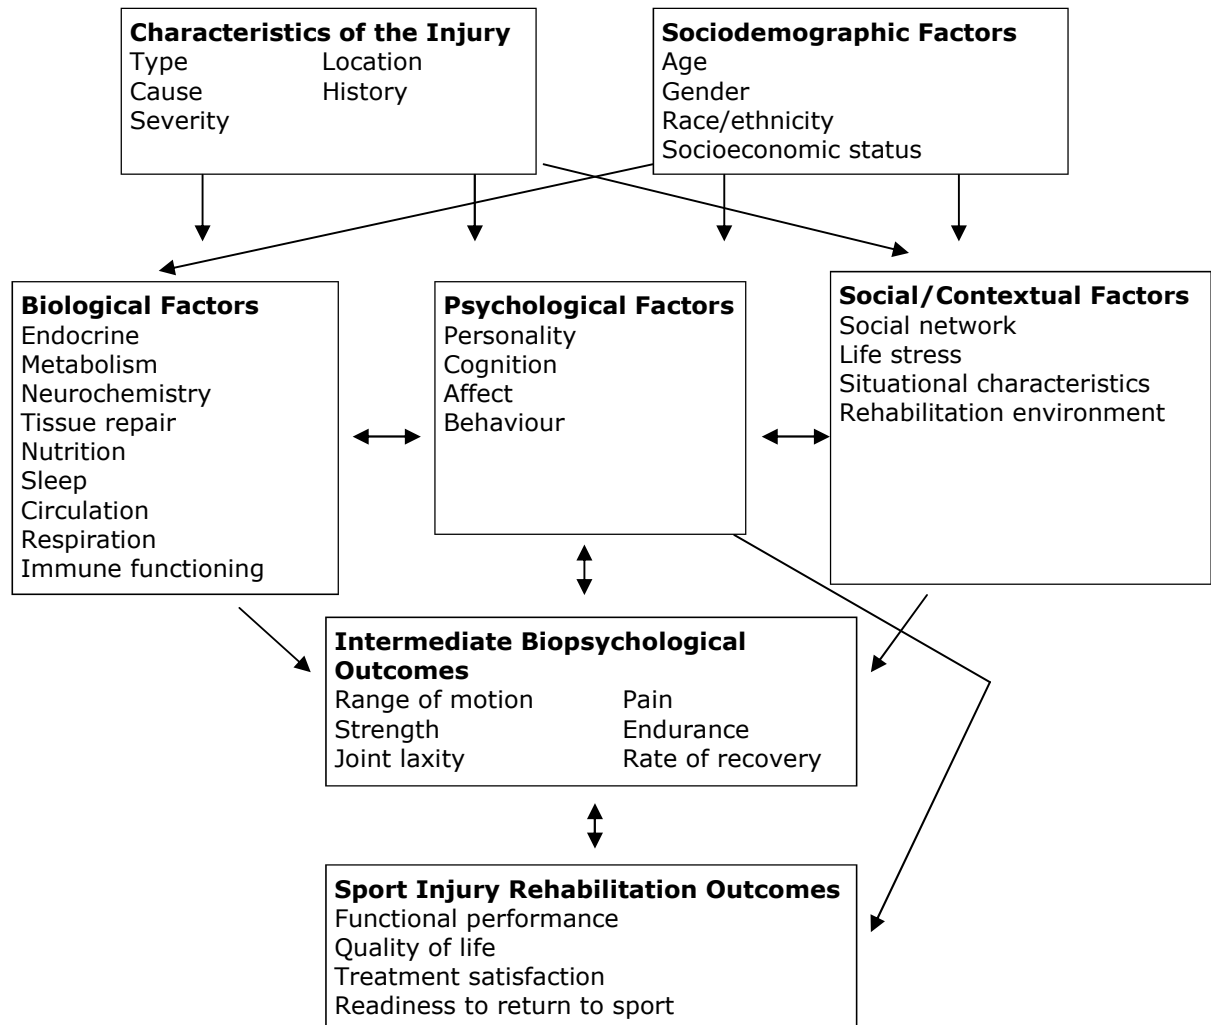 Characteristics of the Injury
Type Location
Cause History
Severity
Sociodemographic Factors
Age
Gender
Race/ethnicity
Socioeconomic status
Biological Factors
Endocrine
Metabolism
Neurochemistry
Tissue repair
Nutrition
Sleep
Circulation
Respiration
Immune functioning
Psychological Factors
Personality
Cognition
Affect
Behaviour
Social/Contextual Factors
Social network
Life stress
Situational characteristics
Rehabilitation environment
Intermediate Biopsychological
Outcomes
Range of motion Pain
Strength Endurance
Joint laxity Rate of recovery
Sport Injury Rehabilitation Outcomes
Functional performance
Quality of life
Treatment satisfaction
Readiness to return to sport